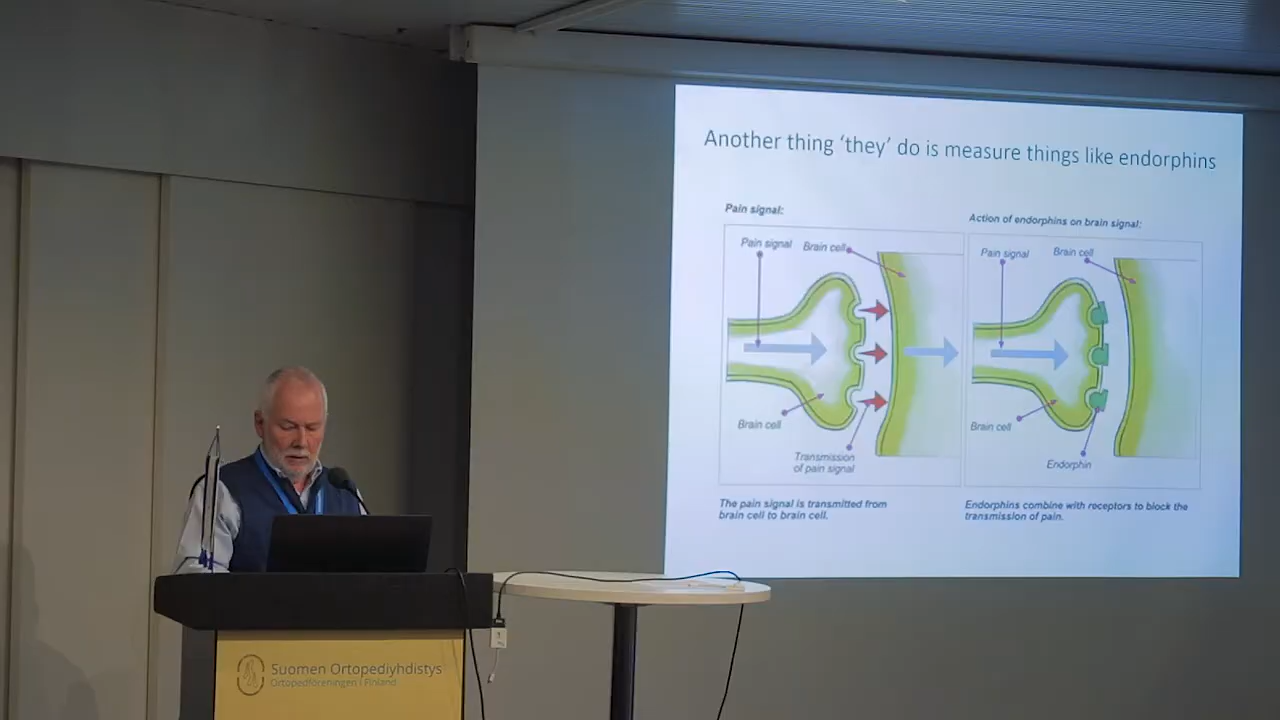 Another thing ‘they’ do is measure things like endorphins
Pain signal:
Pain signal
Brain cell
Brain cell
Transmission
of pain signal
The pain signal is transmitted from
brain cell to brain cell.
Action of endorphins on brain signal:
Pain signal
Brain cell
Brain cell
Endorphin
Endorphins combine with receptors to block the
transmission of pain.
Suomen Ortopediyhdistys
Ortopedföreningen i Finland